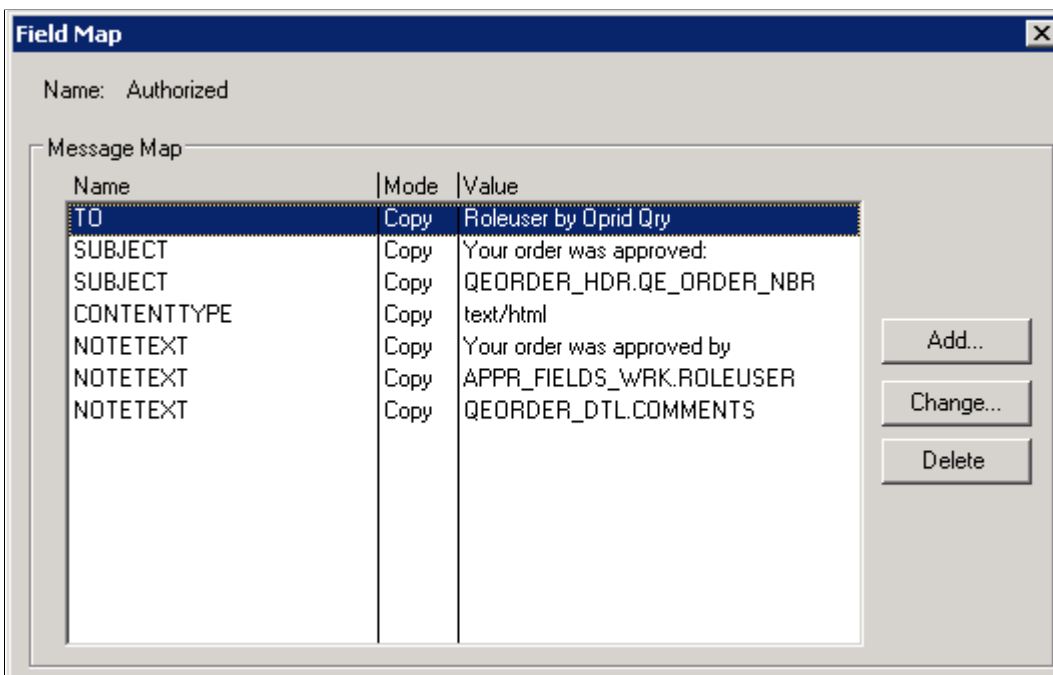 Field Map
Name: Authorized
Message Map
Name Mode Value
TO Copy Roleuser by Oprid Qry
SUBJECT Copy Your order was approved:
SUBJECT Copy QEORDER_HDR.QE_ORDER_NBR
CONTENTTYPE Copy text/html
NOTETEXT Copy Your order was approved by
NOTETEXT Copy APPR_FIELDS_WRK.ROLEUSER
NOTETEXT Copy QEORDER_DTL.COMMENTS
Add...
Change...
Delete